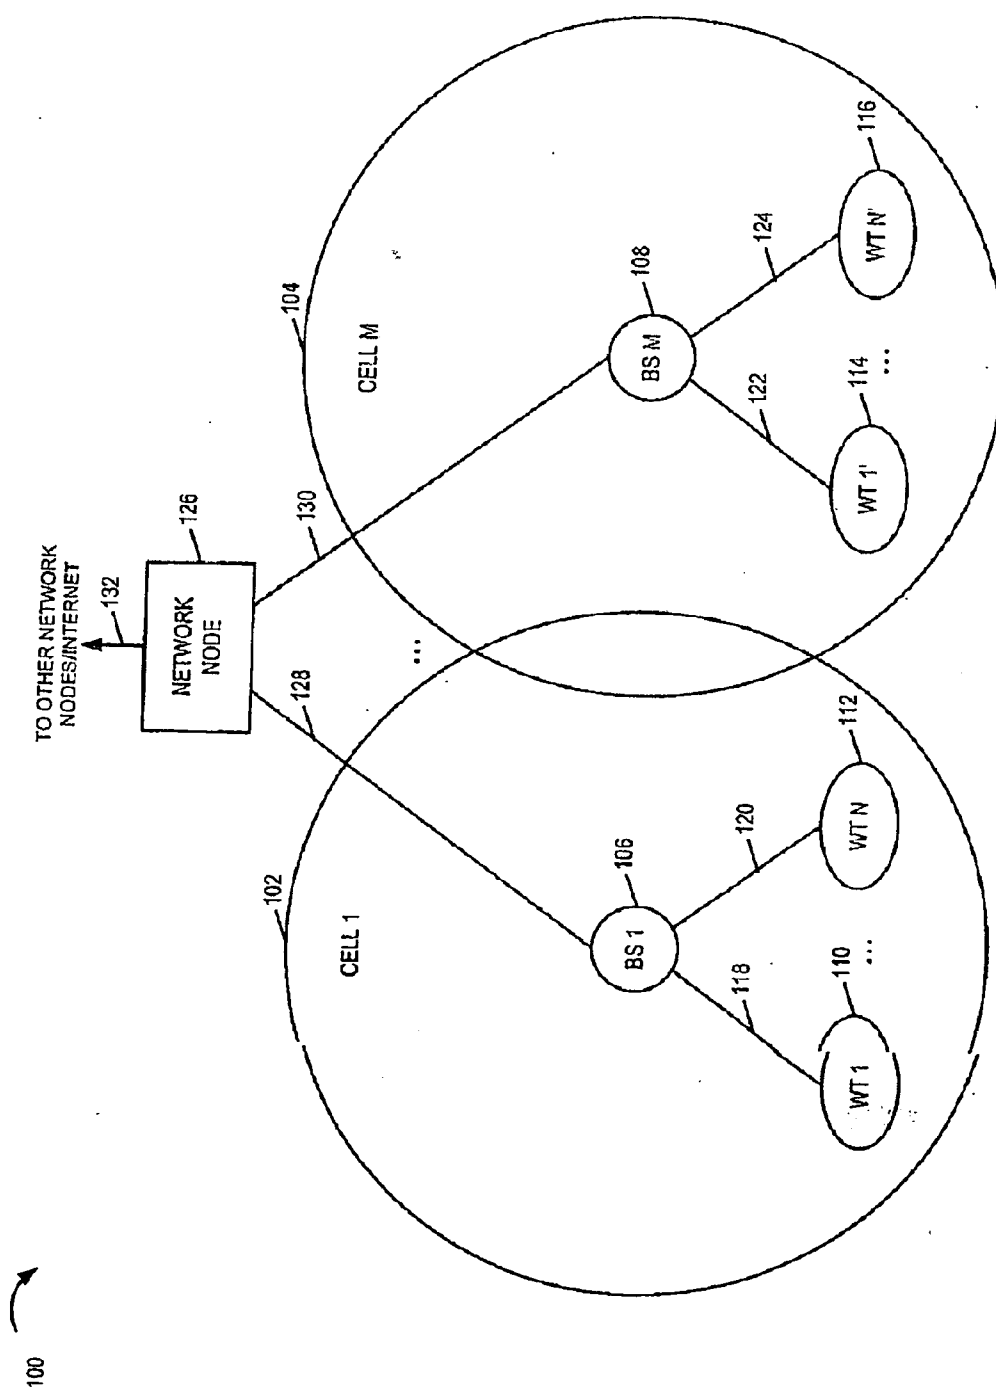 100
TO OTHER NETWORK
NODES/INTERNET
132
NETWORK
NODE
126
128
...
130
102
CELL 1
104
CELL M
106
BS 1
108
BS M
118
120
122
124
110
WT 1
...
112
WT N
114
WT 1'
...
116
WT N'